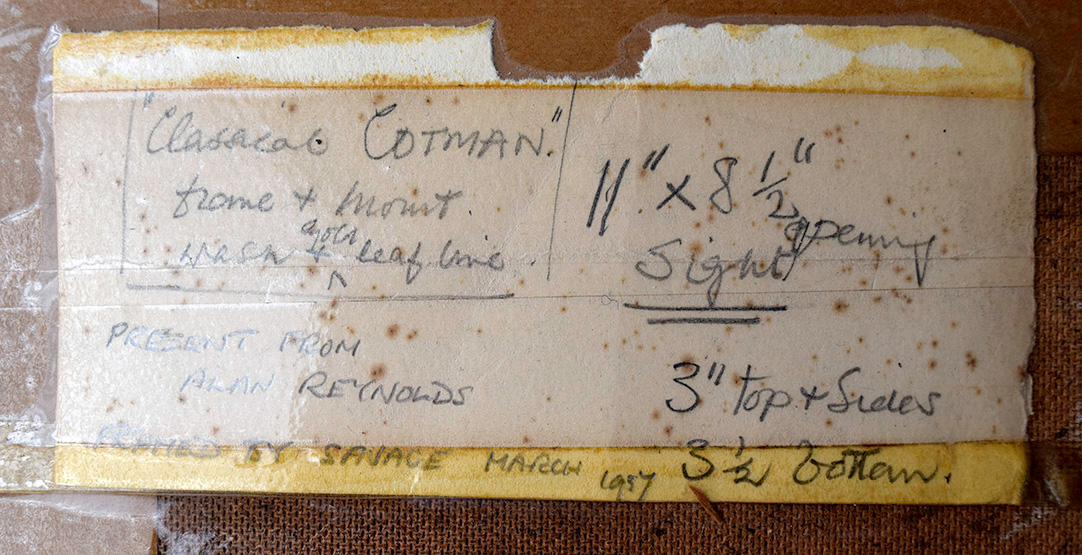 "Classical COTMAN."
frame + mount.
wash + gold leaf line.
11" x 8 1/2"
Sight opening
PRESENT FROM
ALAN REYNOLDS
3" top + Sides
FRAMED BY SAVAGE MARCH 1957
3 1/2 bottom.